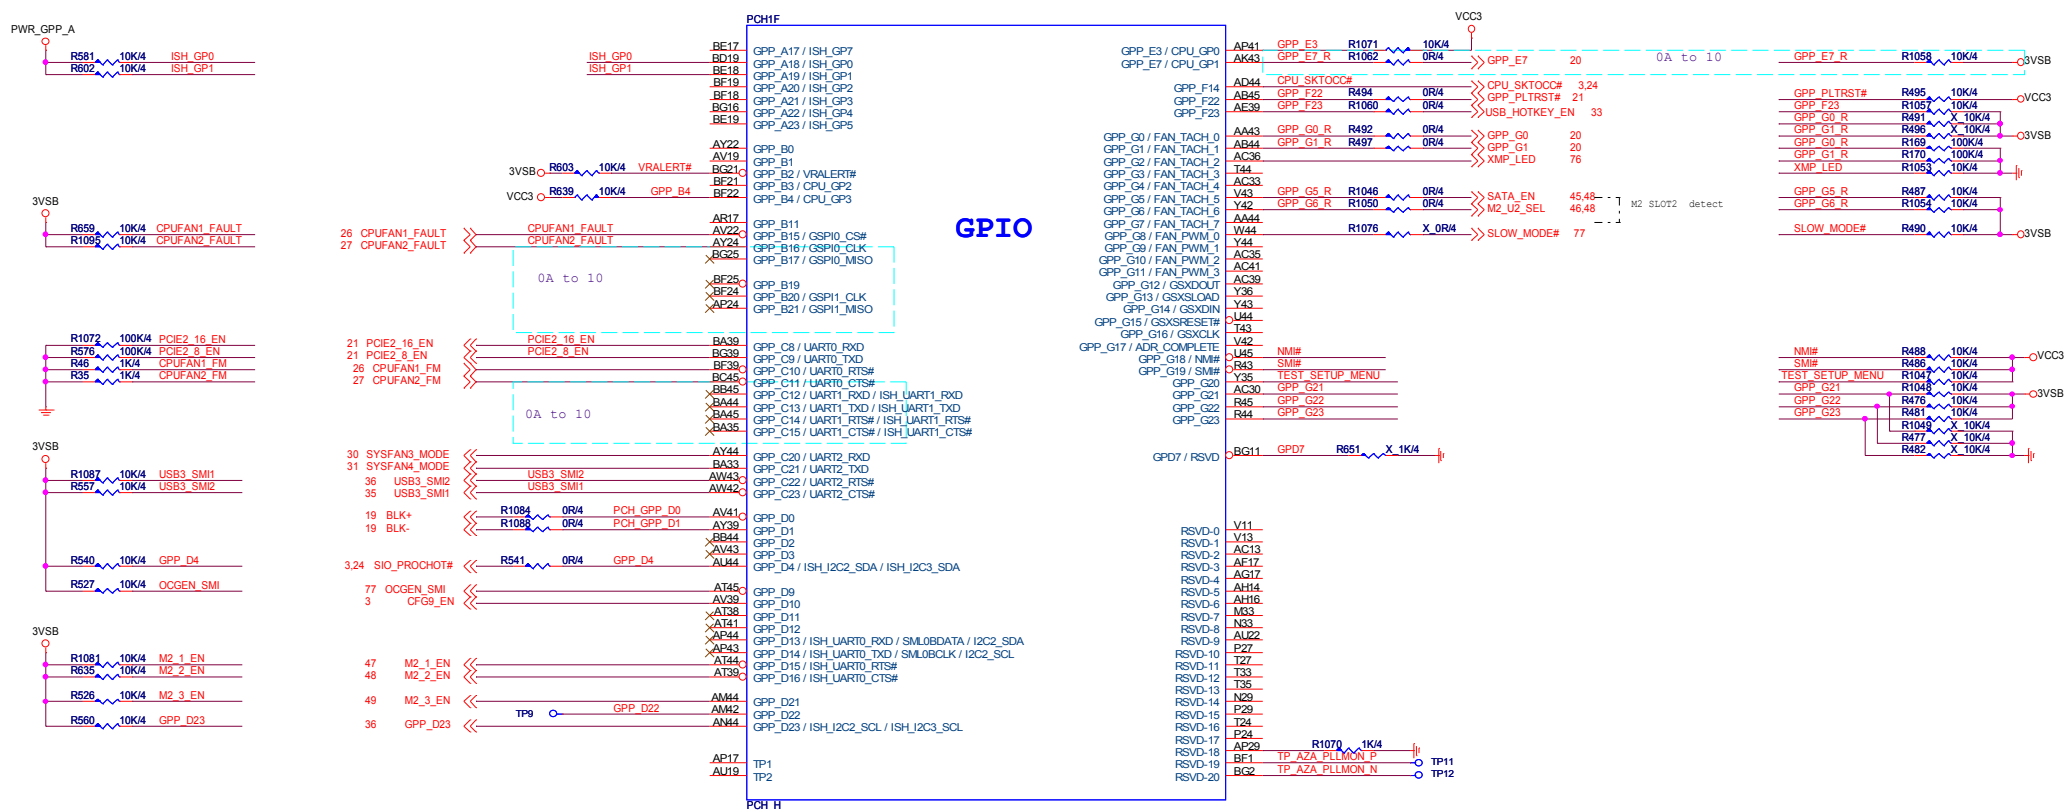 PCH1F
GPIO
PCH_H
PWR_GPP_A
R581 10K/4 ISH_GP0
R602 10K/4 ISH_GP1
3VSB
R659 10K/4 CPUFAN1_FAULT
R1095 10K/4 CPUFAN2_FAULT
R1072 100K/4 PCIE2_16_EN
R576 100K/4 PCIE2_8_EN
R46 1K/4 CPUFAN1_FM
R35 1K/4 CPUFAN2_FM
3VSB
R1087 10K/4 USB3_SMI1
R557 10K/4 USB3_SMI2
R540 10K/4 GPP_D4
R527 10K/4 OCGEN_SMI
3VSB
R1081 10K/4 M2_1_EN
R635 10K/4 M2_2_EN
R526 10K/4 M2_3_EN
R560 10K/4 GPP_D23
ISH_GP0
ISH_GP1
3VSB R603 10K/4 VRALERT#
VCC3 R639 10K/4 GPP_B4
26 CPUFAN1_FAULT CPUFAN1_FAULT
27 CPUFAN2_FAULT CPUFAN2_FAULT
0A to 10
21 PCIE2_16_EN PCIE2_16_EN
21 PCIE2_8_EN PCIE2_8_EN
26 CPUFAN1_FM
27 CPUFAN2_FM
0A to 10
30 SYSFAN3_MODE
31 SYSFAN4_MODE
36 USB3_SMI2 USB3_SMI2
35 USB3_SMI1 USB3_SMI1
19 BLK+ R1084 0R/4 PCH_GPP_D0
19 BLK- R1088 0R/4 PCH_GPP_D1
3,24 SIO_PROCHOT# R541 0R/4 GPP_D4
77 OCGEN_SMI
3 CFG9_EN
47 M2_1_EN
48 M2_2_EN
49 M2_3_EN
TP9 GPP_D22
36 GPP_D23
BE17 GPP_A17 / ISH_GP7
BD19 GPP_A18 / ISH_GP0
BE18 GPP_A19 / ISH_GP1
BF19 GPP_A20 / ISH_GP2
BF18 GPP_A21 / ISH_GP3
BG16 GPP_A22 / ISH_GP4
BE19 GPP_A23 / ISH_GP5
AY22 GPP_B0
AV19 GPP_B1
BG21 GPP_B2 / VRALERT#
BF21 GPP_B3 / CPU_GP2
BF22 GPP_B4 / CPU_GP3
AR17 GPP_B11
AV22 GPP_B15 / GSPI0_CS#
AY24 GPP_B16 / GSPI0_CLK
BG25 GPP_B17 / GSPI0_MISO
BF25 GPP_B19
BF24 GPP_B20 / GSPI1_CLK
AP24 GPP_B21 / GSPI1_MISO
BA39 GPP_C8 / UART0_RXD
BG39 GPP_C9 / UART0_TXD
BF39 GPP_C10 / UART0_RTS#
BC45 GPP_C11 / UART0_CTS#
BB45 GPP_C12 / UART1_RXD / ISH_UART1_RXD
BA44 GPP_C13 / UART1_TXD / ISH_UART1_TXD
BA45 GPP_C14 / UART1_RTS# / ISH_UART1_RTS#
BA35 GPP_C15 / UART1_CTS# / ISH_UART1_CTS#
AY44 GPP_C20 / UART2_RXD
BA33 GPP_C21 / UART2_TXD
AW43 GPP_C22 / UART2_RTS#
AW42 GPP_C23 / UART2_CTS#
AV41 GPP_D0
AY39 GPP_D1
BB44 GPP_D2
AV43 GPP_D3
AU44 GPP_D4 / ISH_I2C2_SDA / ISH_I2C3_SDA
AT45 GPP_D9
AV39 GPP_D10
AT38 GPP_D11
AT41 GPP_D12
AP44 GPP_D13 / ISH_UART0_RXD / SML0BDATA / I2C2_SDA
AP43 GPP_D14 / ISH_UART0_TXD / SML0BCLK / I2C2_SCL
AT44 GPP_D15 / ISH_UART0_RTS#
AT39 GPP_D16 / ISH_UART0_CTS#
AM44 GPP_D21
AM42 GPP_D22
AN44 GPP_D23 / ISH_I2C2_SCL / ISH_I2C3_SCL
AP17 TP1
AU19 TP2
VCC3
GPP_E3 / CPU_GP0 AP41 GPP_E3 R1071 10K/4
GPP_E7 / CPU_GP1 AK43 GPP_E7_R R1062 0R/4 GPP_E7 20
GPP_F14 AD44 CPU_SKTOCC# CPU_SKTOCC# 3,24
GPP_F22 AB45 GPP_F22 R494 0R/4 GPP_PLTRST# 21
GPP_F23 AE39 GPP_F23 R1060 0R/4 USB_HOTKEY_EN 33
GPP_G0 / FAN_TACH_0 AA43 GPP_G0_R R492 0R/4 GPP_G0 20
GPP_G1 / FAN_TACH_1 AB44 GPP_G1_R R497 0R/4 GPP_G1 20
GPP_G2 / FAN_TACH_2 AC36 XMP_LED 76
GPP_G3 / FAN_TACH_3 T44
GPP_G4 / FAN_TACH_4 AC33
GPP_G5 / FAN_TACH_5 V43 GPP_G5_R R1046 0R/4 SATA_EN 45,48
GPP_G6 / FAN_TACH_6 Y42 GPP_G6_R R1050 0R/4 M2_U2_SEL 46,48
M2 SLOT2 detect
GPP_G7 / FAN_TACH_7 AA44
GPP_G8 / FAN_PWM_0 W44 R1076 X_0R/4 SLOW_MODE# 77
GPP_G9 / FAN_PWM_1 Y44
GPP_G10 / FAN_PWM_2 AC35
GPP_G11 / FAN_PWM_3 AC41
GPP_G12 / GSXDOUT AC39
GPP_G13 / GSXSLOAD Y36
GPP_G14 / GSXDIN Y43
GPP_G15 / GSXSRESET# U44
GPP_G16 / GSXCLK T43
GPP_G17 / ADR_COMPLETE V42
GPP_G18 / NMI# U45 NMI#
GPP_G19 / SMI# R43 SMI#
GPP_G20 Y35 TEST_SETUP_MENU
GPP_G21 AC30 GPP_G21
GPP_G22 R45 GPP_G22
GPP_G23 R44 GPP_G23
GPD7 / RSVD BG11 GPD7 R651 X_1K/4
RSVD-0 V11
RSVD-1 V13
RSVD-2 AC13
RSVD-3 AF17
RSVD-4 AG17
RSVD-5 AH14
RSVD-6 AH16
RSVD-7 M33
RSVD-8 N33
RSVD-9 AU22
RSVD-10 P27
RSVD-11 T27
RSVD-12 T33
RSVD-13 T35
RSVD-14 N29
RSVD-15 P29
RSVD-16 T24
RSVD-17 P24
RSVD-18 AP29 R1070 1K/4
RSVD-19 BF1 TP_AZA_PLLMON_P TP11
RSVD-20 BG2 TP_AZA_PLLMON_N TP12
0A to 10
GPP_E7_R R1058 10K/4 3VSB
GPP_PLTRST# R495 10K/4 VCC3
GPP_F23 R1057 10K/4
GPP_G0_R R491 X_10K/4
GPP_G1_R R496 X_10K/4 3VSB
GPP_G0_R R169 100K/4
GPP_G1_R R170 100K/4
XMP_LED R1053 10K/4
GPP_G5_R R487 10K/4
GPP_G6_R R1054 10K/4
SLOW_MODE# R490 10K/4 3VSB
NMI# R488 10K/4 VCC3
SMI# R486 10K/4
TEST_SETUP_MENU R1047 10K/4
GPP_G21 R1048 10K/4 3VSB
GPP_G22 R476 10K/4
GPP_G23 R481 10K/4
R1049 X_10K/4
R477 X_10K/4
R482 X_10K/4